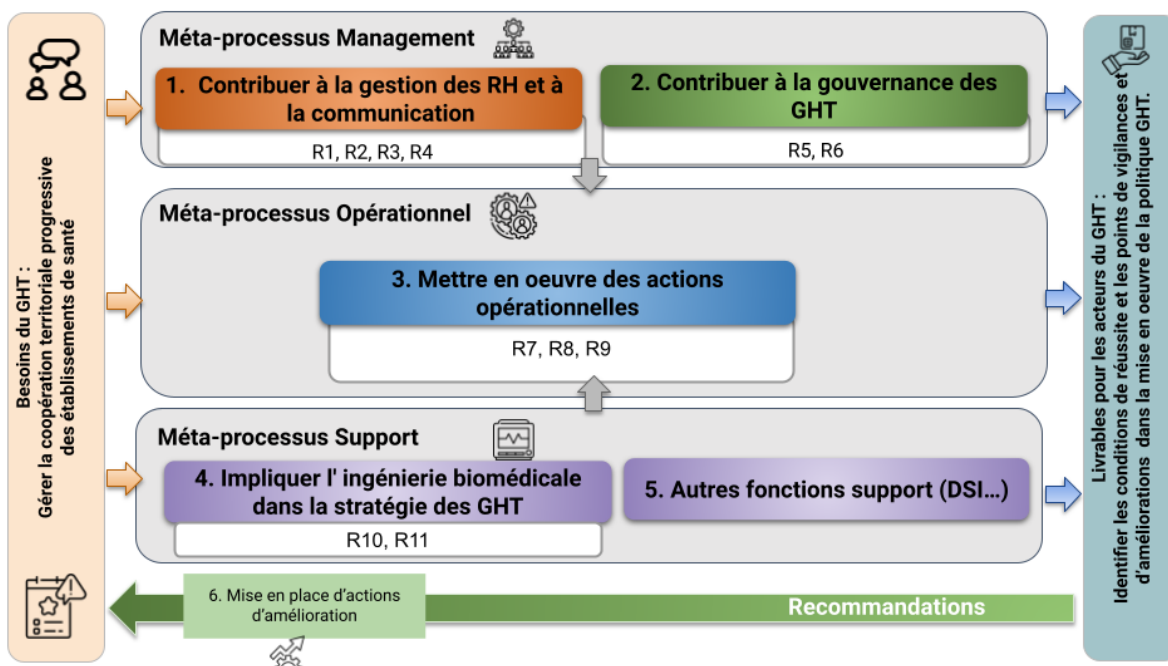 Besoins du GHT :
Gérer la coopération territoriale progressive
des établissements de santé
Méta-processus Management
1. Contribuer à la gestion des RH et à
la communication
R1, R2, R3, R4
2. Contribuer à la gouvernance des
GHT
R5, R6
Méta-processus Opérationnel
3. Mettre en oeuvre des actions
opérationnelles
R7, R8, R9
Méta-processus Support
4. Impliquer l' ingénierie biomédicale
dans la stratégie des GHT
R10, R11
5. Autres fonctions support (DSI...)
6. Mise en place d'actions
d'amélioration
Recommandations
Livrables pour les acteurs du GHT :
Identifier les conditions de réussite et les points de vigilances et
d'améliorations dans la mise en oeuvre de la politique GHT.